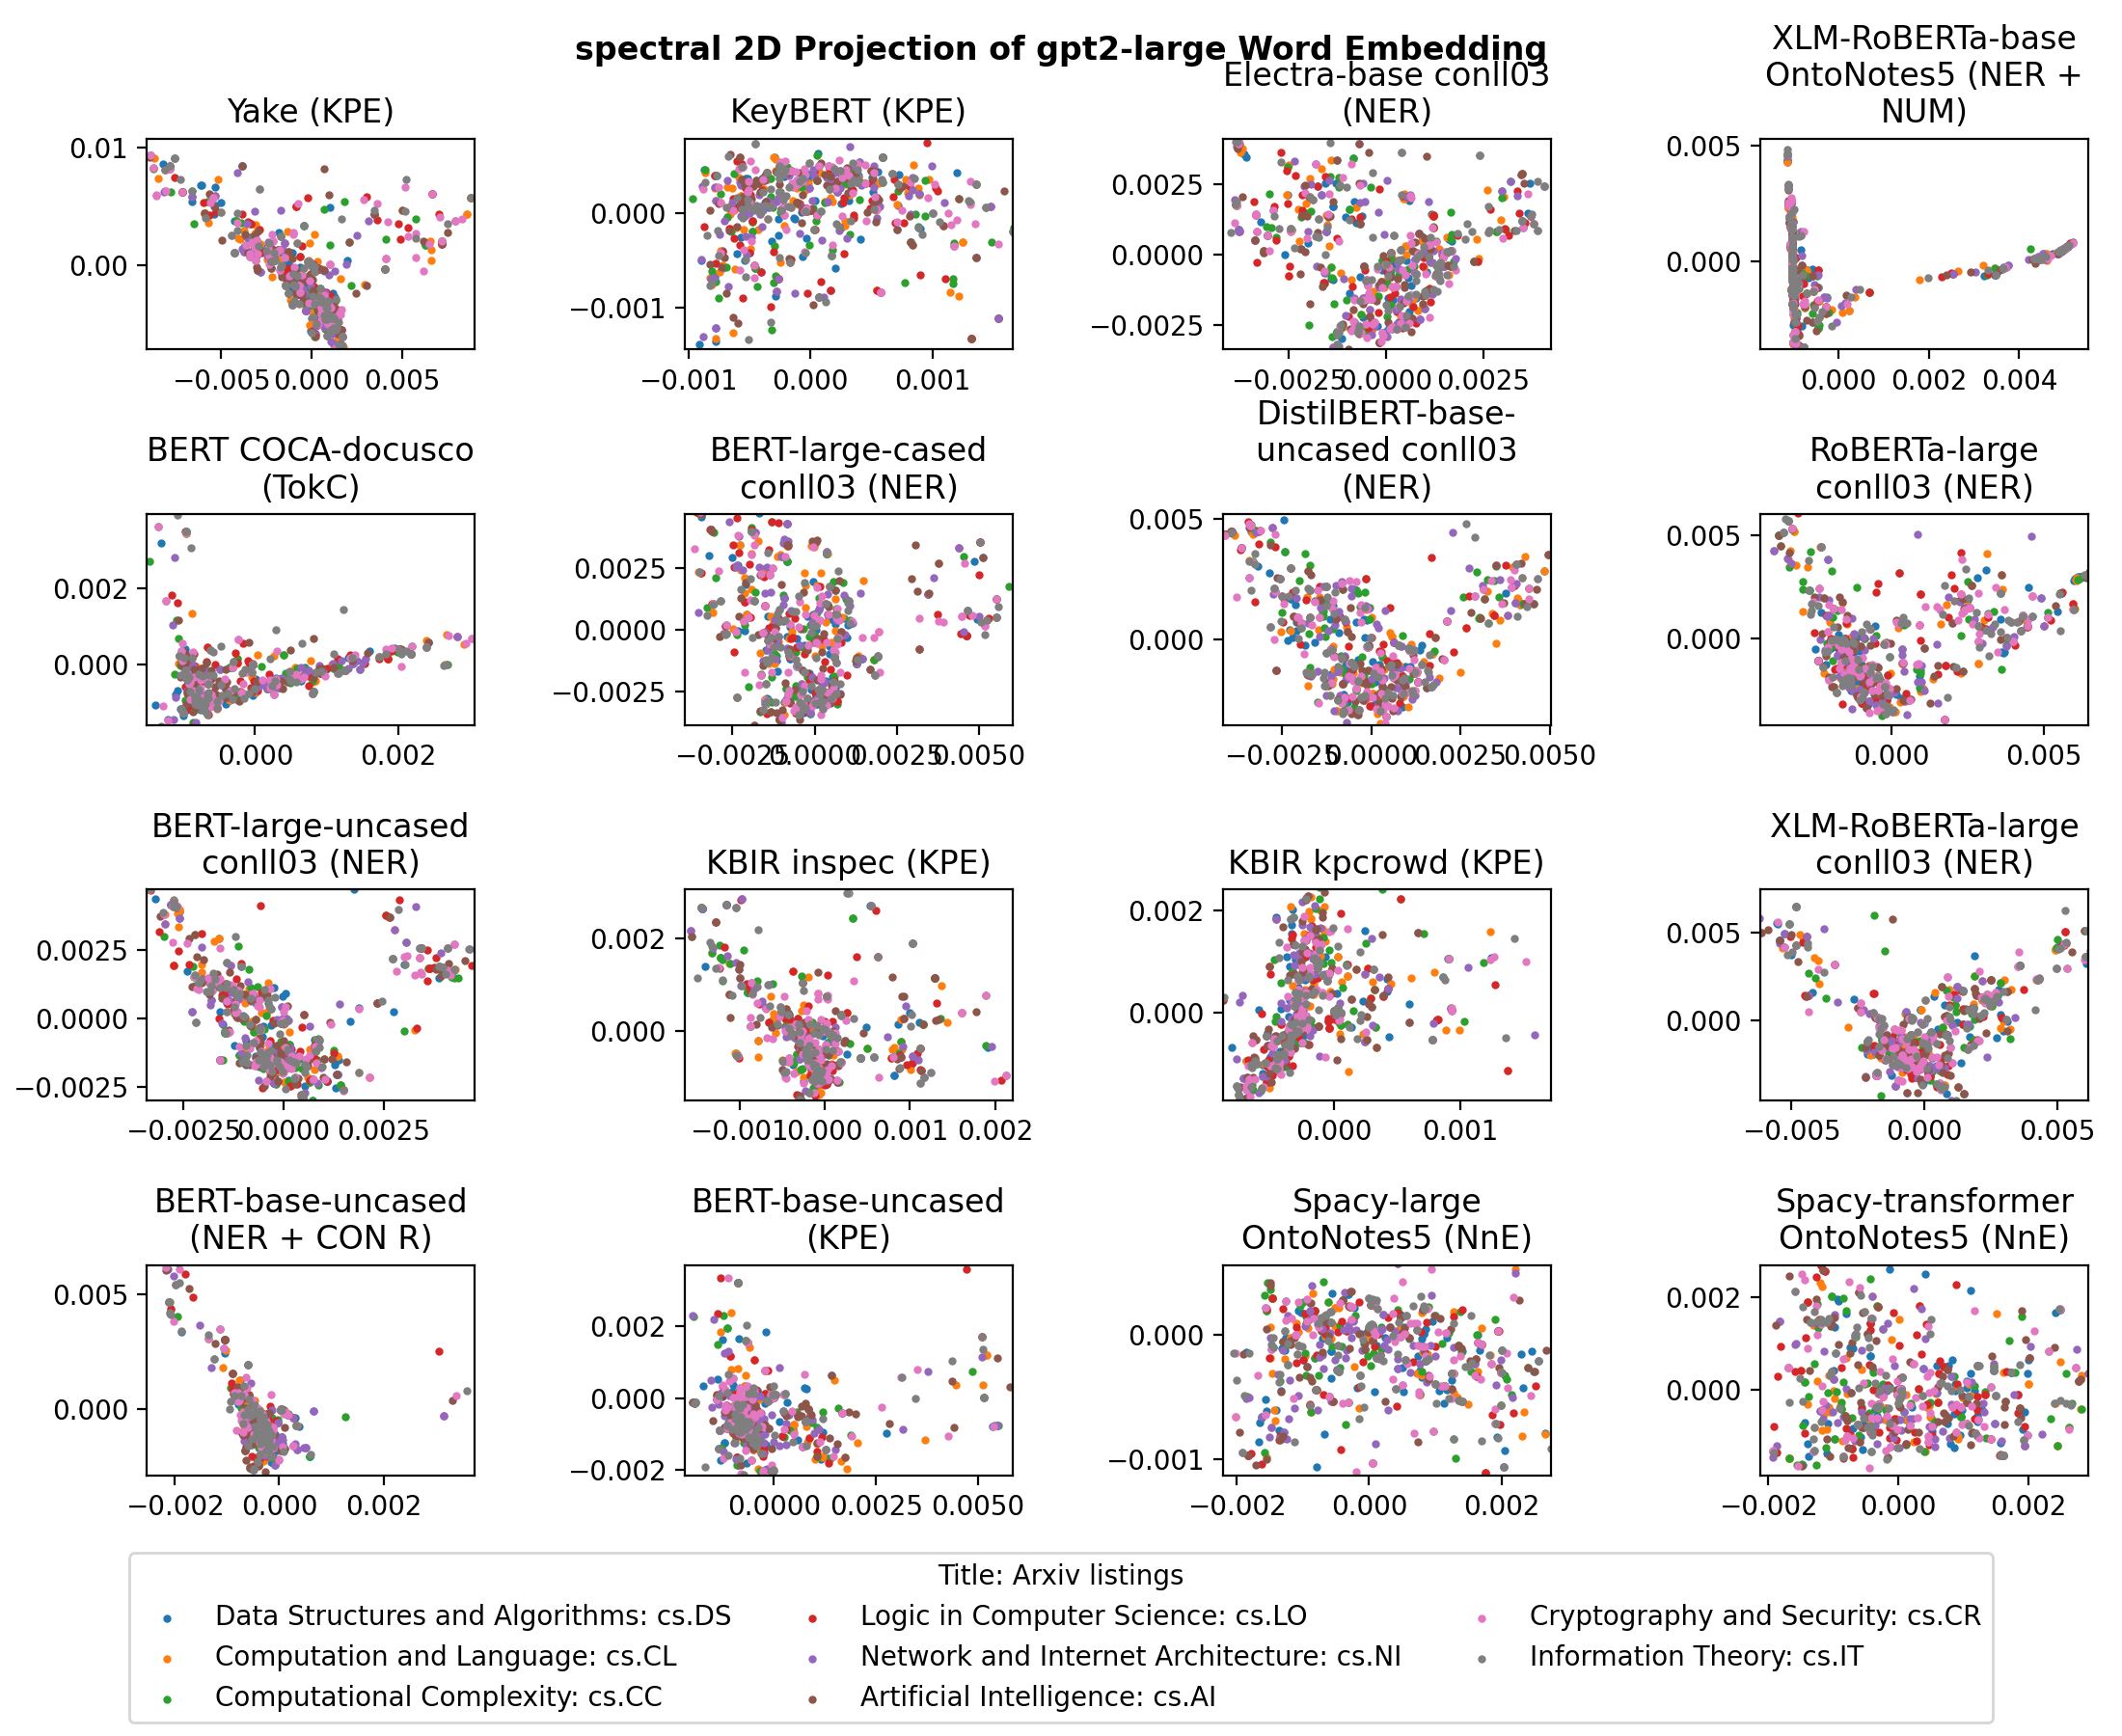 spectral 2D Projection of gpt2-large Word Embedding
Yake (KPE)
0.01
0.00
−0.005 0.000 0.005
KeyBERT (KPE)
0.000
−0.001
−0.001 0.000 0.001
Electra-base conll03
(NER)
0.0025
0.0000
−0.0025
−0.0025 0.0000 0.0025
XLM-RoBERTa-base
OntoNotes5 (NER +
NUM)
0.005
0.000
0.000 0.002 0.004
BERT COCA-docusco
(TokC)
0.002
0.000
0.000 0.002
BERT-large-cased
conll03 (NER)
0.0025
0.0000
−0.0025
−0.0025 0.0000 0.0025 0.0050
DistilBERT-base-
uncased conll03
(NER)
0.005
0.000
−0.0025 0.0000 0.0025 0.0050
RoBERTa-large
conll03 (NER)
0.005
0.000
0.000 0.005
BERT-large-uncased
conll03 (NER)
0.0025
0.0000
−0.0025
−0.0025 0.0000 0.0025
KBIR inspec (KPE)
0.002
0.000
−0.001 0.000 0.001 0.002
KBIR kpcrowd (KPE)
0.002
0.000
0.000 0.001
XLM-RoBERTa-large
conll03 (NER)
0.005
0.000
−0.005 0.000 0.005
BERT-base-uncased
(NER + CON R)
0.005
0.000
−0.002 0.000 0.002
BERT-base-uncased
(KPE)
0.002
0.000
−0.002
0.0000 0.0025 0.0050
Spacy-large
OntoNotes5 (NnE)
0.000
−0.001
−0.002 0.000 0.002
Spacy-transformer
OntoNotes5 (NnE)
0.002
0.000
−0.002 0.000 0.002
Title: Arxiv listings
Data Structures and Algorithms: cs.DS
Computation and Language: cs.CL
Computational Complexity: cs.CC
Logic in Computer Science: cs.LO
Network and Internet Architecture: cs.NI
Artificial Intelligence: cs.AI
Cryptography and Security: cs.CR
Information Theory: cs.IT